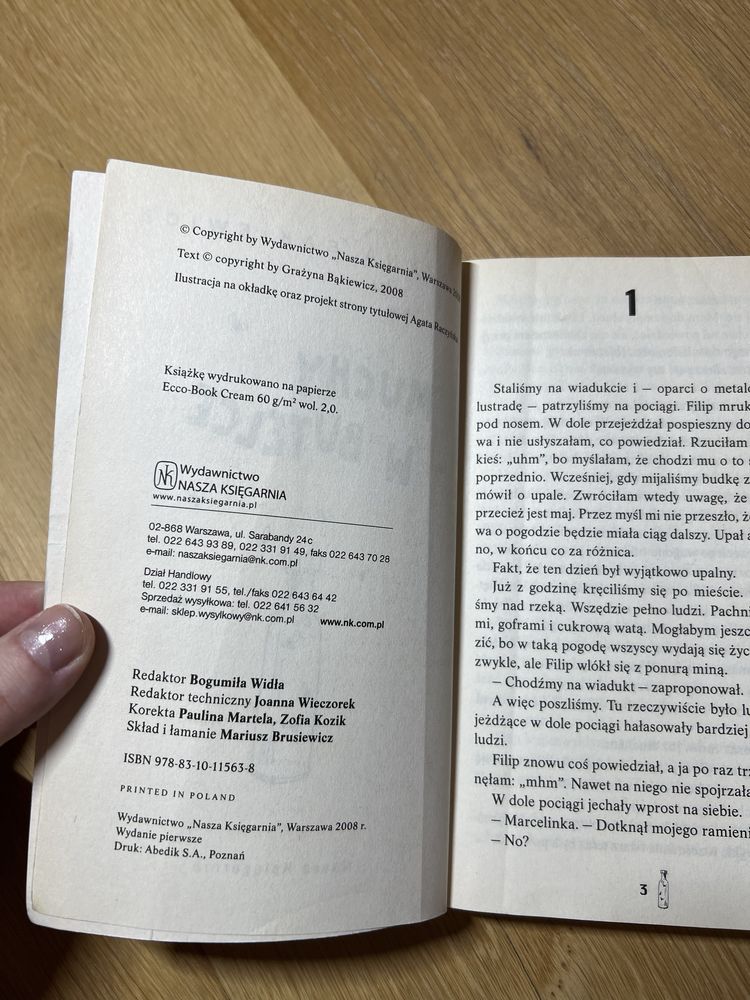 © Copyright by Wydawnictwo „Nasza Księgarnia”, Warszawa 2008
Text © copyright by Grażyna Bąkiewicz, 2008
Ilustracja na okładkę oraz projekt strony tytułowej Agata Raczyńska
Książkę wydrukowano na papierze
Ecco-Book Cream 60 g/m² wol. 2,0.
NK Wydawnictwo
NASZA KSIĘGARNIA
www.naszaksiegarnia.pl
02-868 Warszawa, ul. Sarabandy 24c
tel. 022 643 93 89, 022 331 91 49, faks 022 643 70 28
e-mail: naszaksiegarnia@nk.com.pl
Dział Handlowy
tel. 022 331 91 55, tel./faks 022 643 64 42
Sprzedaż wysyłkowa: tel. 022 641 56 32
e-mail: sklep.wysylkowy@nk.com.pl www.nk.com.pl
Redaktor Bogumiła Widła
Redaktor techniczny Joanna Wieczorek
Korekta Paulina Martela, Zofia Kozik
Skład i łamanie Mariusz Brusiewicz
ISBN 978-83-10-11563-8
PRINTED IN POLAND
Wydawnictwo „Nasza Księgarnia”, Warszawa 2008 r.
Wydanie pierwsze
Druk: Abedik S.A., Poznań
1
Staliśmy na wiadukcie i – oparci o metalo
lustradę – patrzyliśmy na pociągi. Filip mruk
pod nosem. W dole przejeżdżał pospieszny do
wa i nie usłyszałam, co powiedział. Rzuciłam
kieś: „uhm”, bo myślałam, że chodzi mu o to s
poprzednio. Wcześniej, gdy mijaliśmy budkę z
mówił o upale. Zwróciłam wtedy uwagę, że
przecież jest maj. Przez myśl mi nie przeszło, ż
wa o pogodzie będzie miała ciąg dalszy. Upał a
no, w końcu co za różnica.
Fakt, że ten dzień był wyjątkowo upalny.
Już z godzinę kręciliśmy się po mieście.
śmy nad rzeką. Wszędzie pełno ludzi. Pachni
mi, goframi i cukrową watą. Mogłabym jeszc
zić, bo w taką pogodę wszyscy wydają się życ
zwykle, ale Filip wlókł się z ponurą miną.
– Chodźmy na wiadukt – zaproponował.
A więc poszliśmy. Tu rzeczywiście było lu
jeżdżące w dole pociągi hałasowały bardziej
ludzi.
Filip znowu coś powiedział, a ja po raz trz
nęłam: „mhm”. Nawet na niego nie spojrzała
W dole pociągi jechały wprost na siebie.
– Marcelinka. – Dotknął mojego ramieni
– No?
3